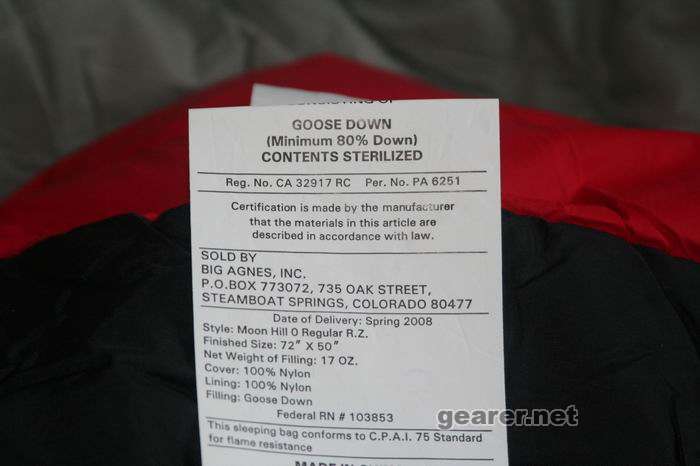 GOOSE DOWN
(Minimum 80% Down)
CONTENTS STERILIZED
Reg. No. CA 32917 RC Per. No. PA 6251
Certification is made by the manufacturer
that the materials in this article are
described in accordance with law.
SOLD BY
BIG AGNES, INC.
P.O.BOX 773072, 735 OAK STREET,
STEAMBOAT SPRINGS, COLORADO 80477
Date of Delivery: Spring 2008
Style: Moon Hill 0 Regular R.Z.
Finished Size: 72" X 50"
Net Weight of Filling: 17 OZ.
Cover: 100% Nylon
Lining: 100% Nylon
Filling: Goose Down
Federal RN # 103853
This sleeping bag conforms to C.P.A.I. 75 Standard
for flame resistance
MADE IN
gearer.net